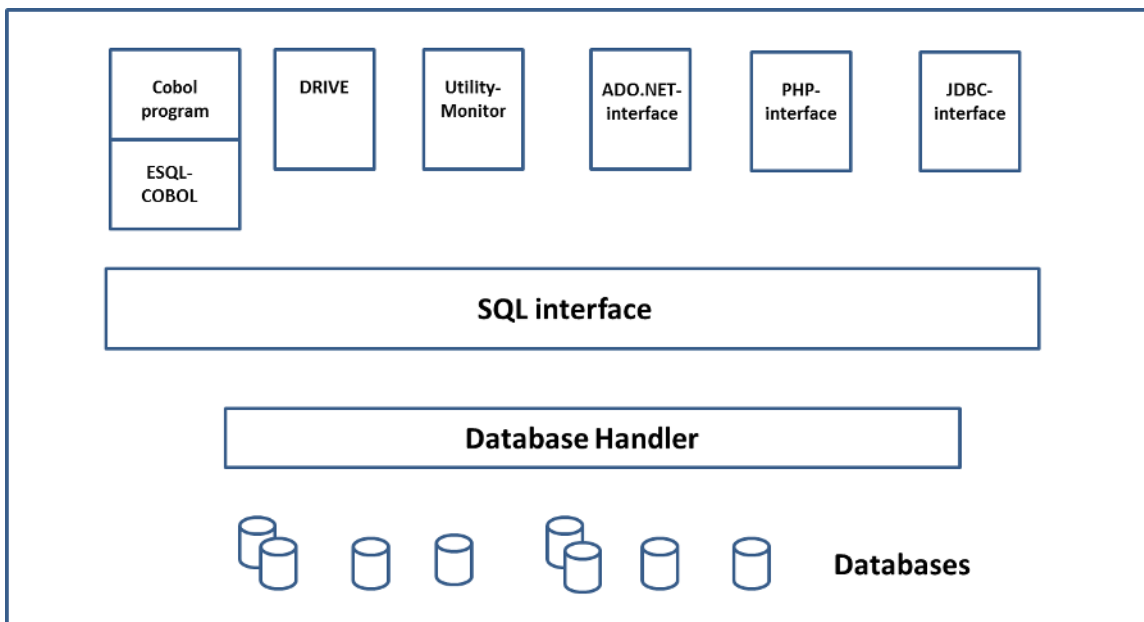 Cobol
program
ESQL-
COBOL
DRIVE
Utility-
Monitor
ADO.NET-
interface
PHP-
interface
JDBC-
interface
SQL interface
Database Handler
Databases